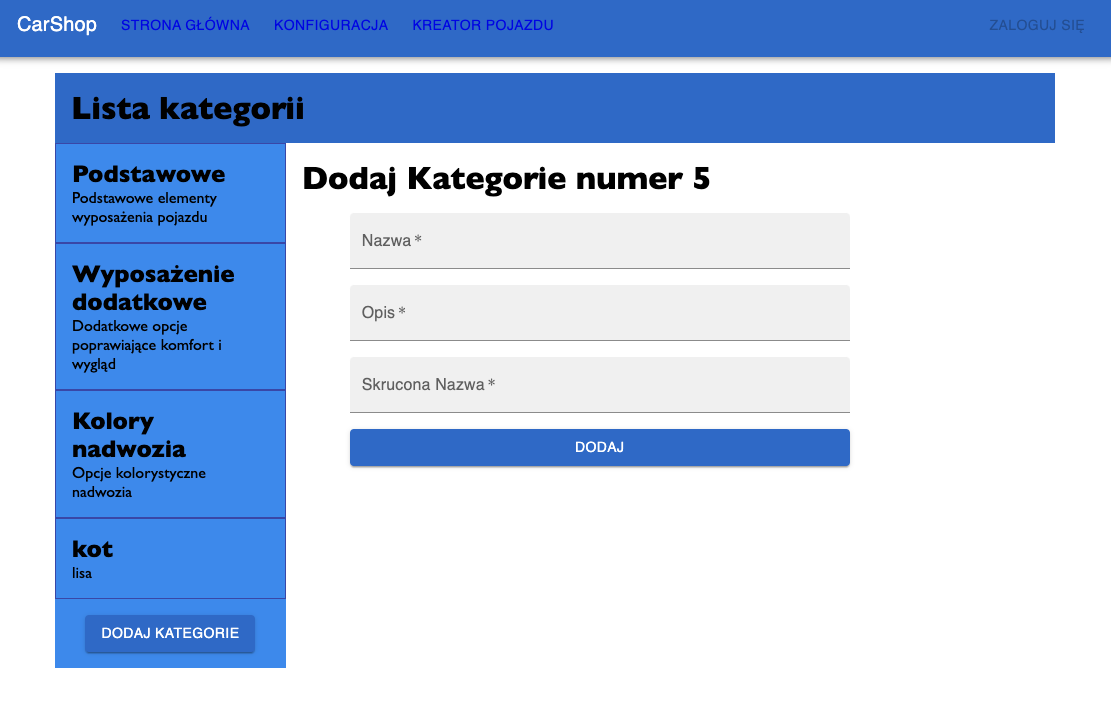 CarShop STRONA GŁÓWNA KONFIGURACJA KREATOR POJAZDU ZALOGUJ SIĘ
Lista kategorii
Podstawowe
Podstawowe elementy
wyposażenia pojazdu
Wyposażenie
dodatkowe
Dodatkowe opcje
poprawiające komfort i
wygląd
Kolory
nadwozia
Opcje kolorystyczne
nadwozia
kot
lisa
DODAJ KATEGORIE
Dodaj Kategorie numer 5
Nazwa *
Opis *
Skrucona Nazwa *
DODAJ